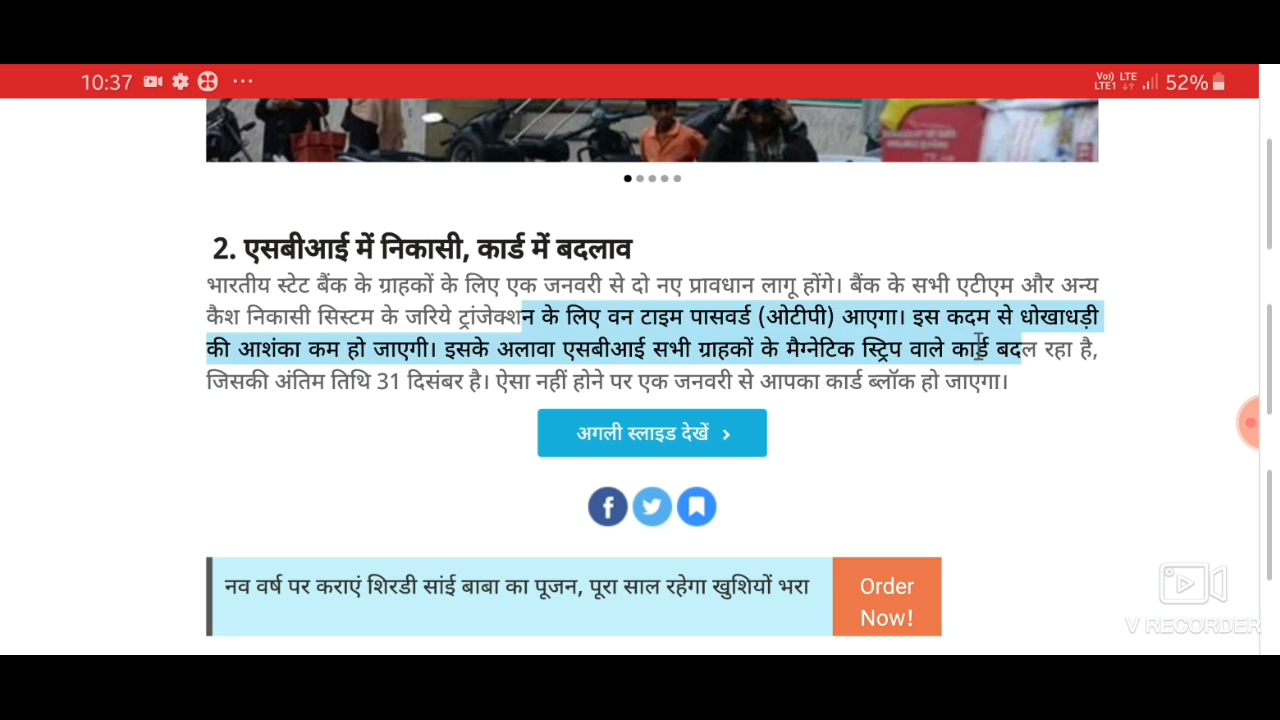 10:37 ... Vo) LTE LTE1 52%
2. एसबीआई में निकासी, कार्ड में बदलाव
भारतीय स्टेट बैंक के ग्राहकों के लिए एक जनवरी से दो नए प्रावधान लागू होंगे। बैंक के सभी एटीएम और अन्य
कैश निकासी सिस्टम के जरिये ट्रांजेक्शन के लिए वन टाइम पासवर्ड (ओटीपी) आएगा। इस कदम से धोखाधड़ी
की आशंका कम हो जाएगी। इसके अलावा एसबीआई सभी ग्राहकों के मैग्नेटिक स्ट्रिप वाले कार्ड बदल रहा है,
जिसकी अंतिम तिथि 31 दिसंबर है। ऐसा नहीं होने पर एक जनवरी से आपका कार्ड ब्लॉक हो जाएगा।
अगली स्लाइड देखें
नव वर्ष पर कराएं शिरडी सांई बाबा का पूजन, पूरा साल रहेगा खुशियों भरा
Order
Now!
V RECORDER